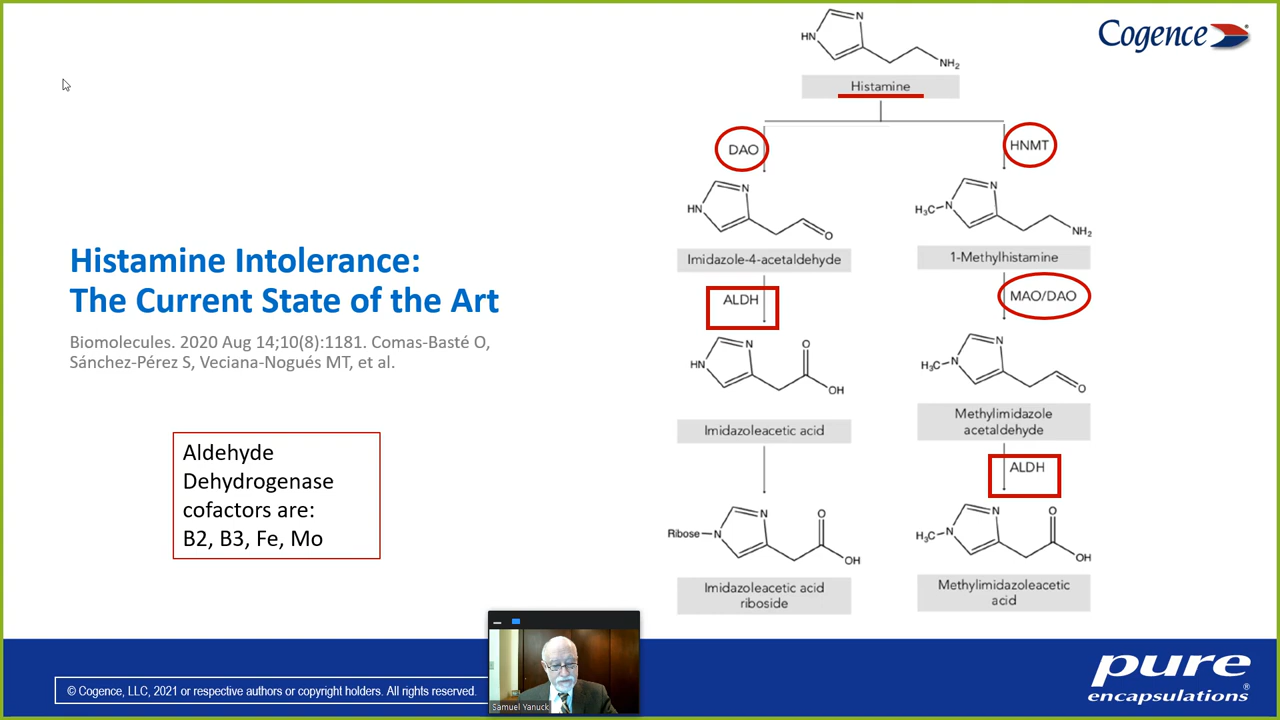 Cogence
HN
N
NH₂
Histamine
DAO
HNMT
HN
N
O
H₃C
N
N
NH₂
Imidazole-4-acetaldehyde
1-Methylhistamine
ALDH
MAO/DAO
Histamine Intolerance:
The Current State of the Art
Biomolecules. 2020 Aug 14;10(8):1181. Comas-Basté O,
Sánchez-Pérez S, Veciana-Nogués MT, et al.
HN
N
O
OH
H₃C
N
N
O
Imidazoleacetic acid
Methylimidazole
acetaldehyde
Aldehyde
Dehydrogenase
cofactors are:
B2, B3, Fe, Mo
ALDH
Ribose
N
N
O
OH
H₃C
N
N
O
OH
Imidazoleacetic acid
riboside
Methylimidazoleacetic
acid
© Cogence, LLC, 2021 or respective authors or copyright holders. All rights reserved.
Samuel Yanuck
pure
encapsulations®